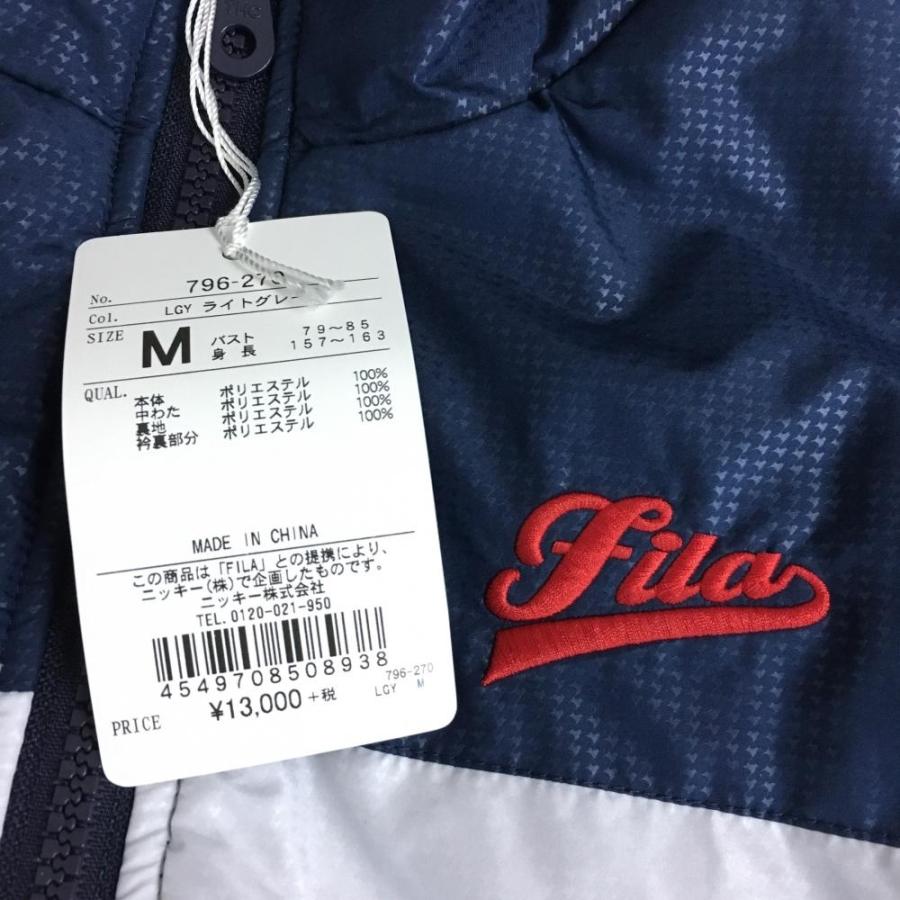 No. 796-270
Col. LGY ライトグレー
SIZE M バスト 79～85
身長 157～163
QUAL. 本体 ポリエステル 100%
中わた ポリエステル 100%
裏地 ポリエステル 100%
衿裏部分 ポリエステル 100%
MADE IN CHINA
この商品は「FILA」との提携により、
ニッキー(株)で企画したものです。
ニッキー株式会社
TEL. 0120-021-950
4549708508938
796-270
LGY M
PRICE ¥13,000 +税
Fila